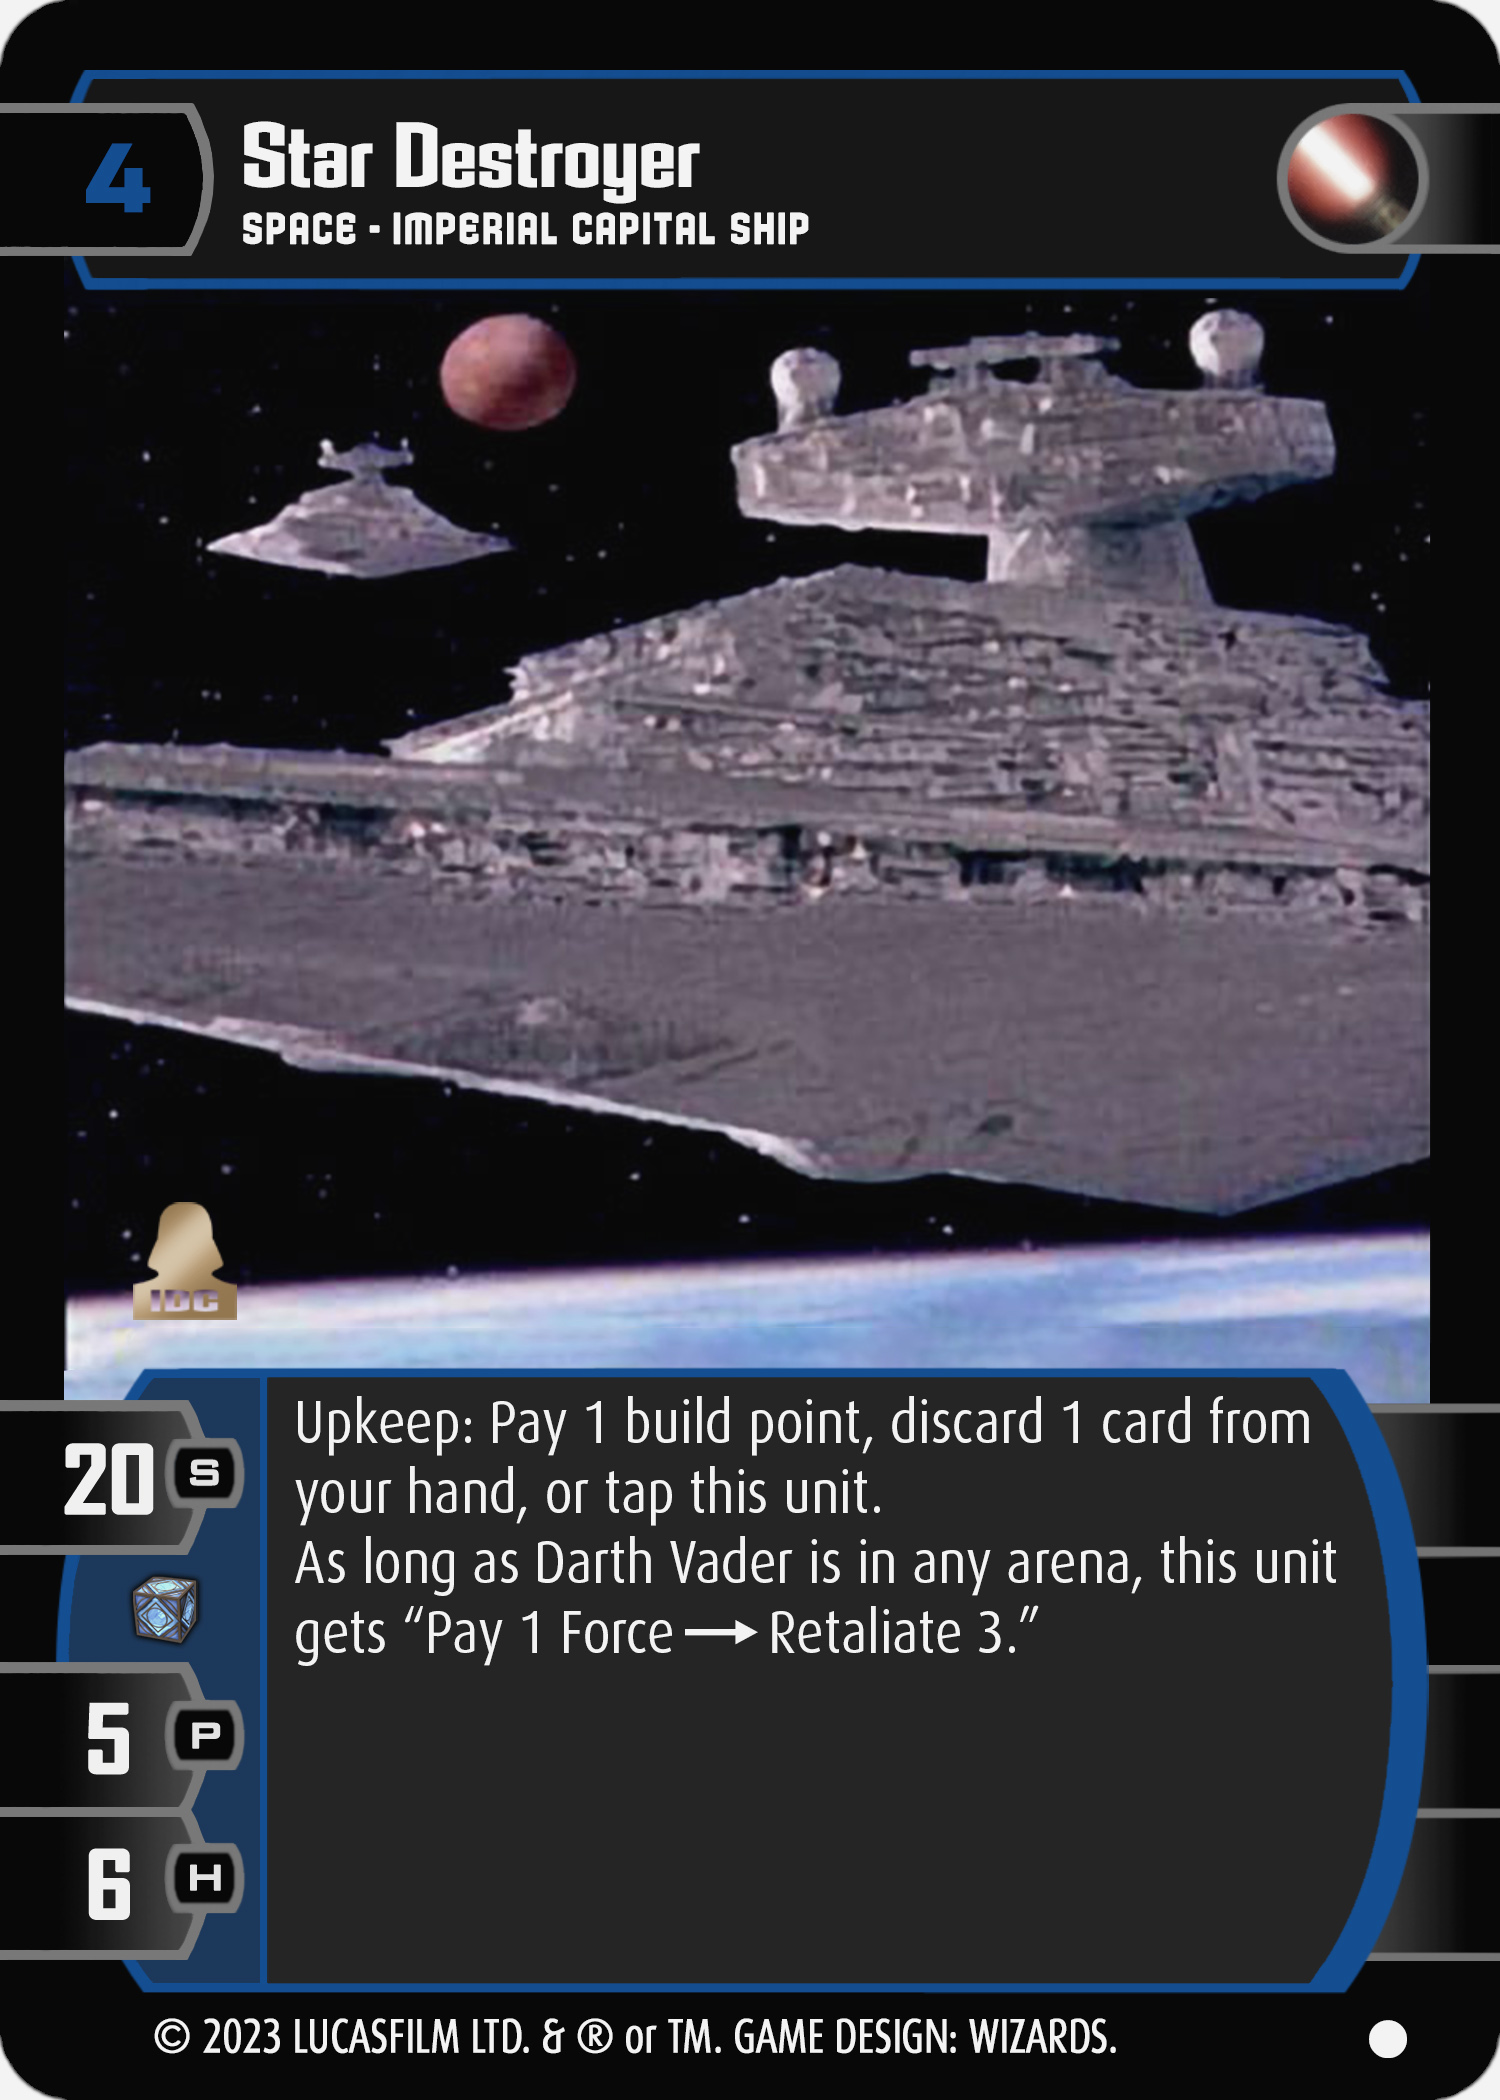 4
Star Destroyer
SPACE - IMPERIAL CAPITAL SHIP
IDC
20 S
5 P
6 H
Upkeep: Pay 1 build point, discard 1 card from
your hand, or tap this unit.
As long as Darth Vader is in any arena, this unit
gets “Pay 1 Force → Retaliate 3.”
© 2023 LUCASFILM LTD. & ® or TM. GAME DESIGN: WIZARDS.